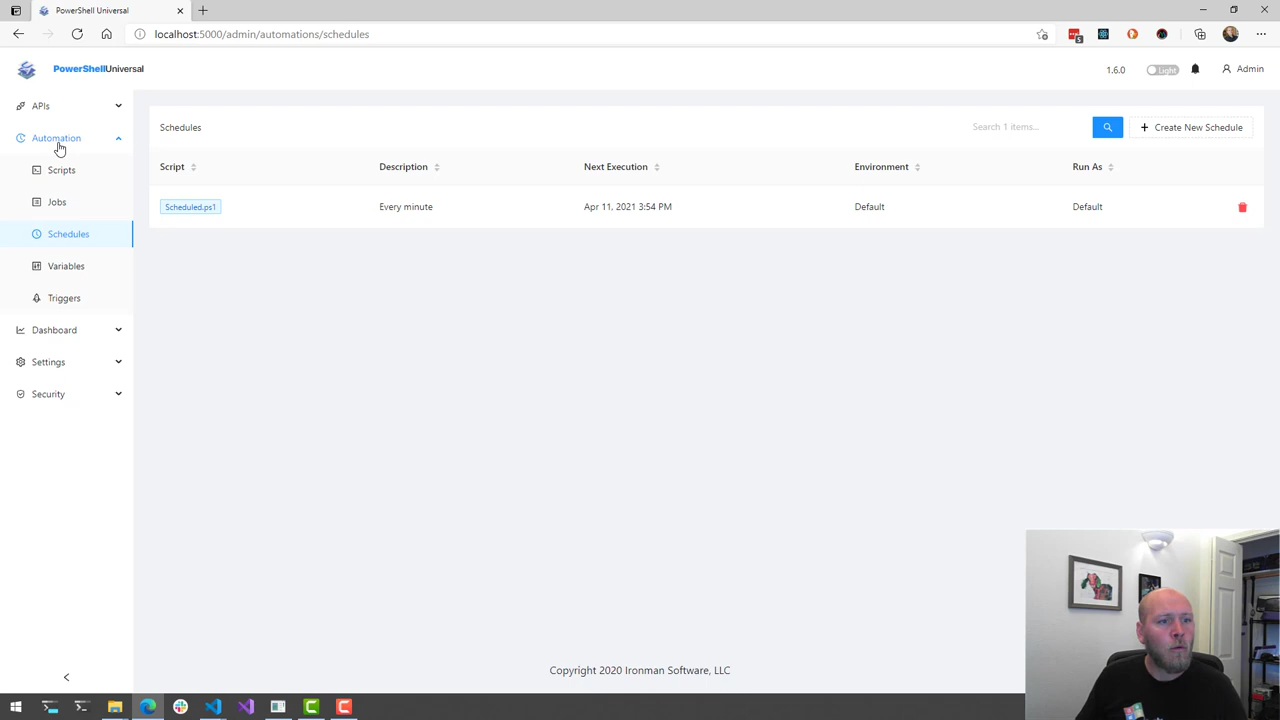 PowerShell Universal
localhost:5000/admin/automations/schedules
5
PowerShellUniversal
1.6.0
Light
Admin
APIs
Automation
Scripts
Jobs
Schedules
Variables
Triggers
Dashboard
Settings
Security
Schedules
Search 1 items...
Create New Schedule
Script Description Next Execution Environment Run As
Scheduled.ps1 Every minute Apr 11, 2021 3:54 PM Default Default
Copyright 2020 Ironman Software, LLC